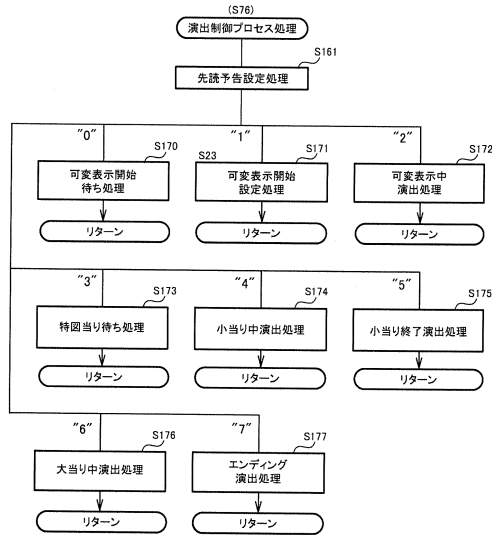 (S76)
演出制御プロセス処理
S161
先読予告設定処理
"0"
"1"
"2"
S170
可変表示開始
待ち処理
リターン
S23
S171
可変表示開始
設定処理
リターン
S172
可変表示中
演出処理
リターン
"3"
"4"
"5"
S173
特図当り待ち処理
リターン
S174
小当り中演出処理
リターン
S175
小当り終了演出処理
リターン
"6"
"7"
S176
大当り中演出処理
リターン
S177
エンディング
演出処理
リターン